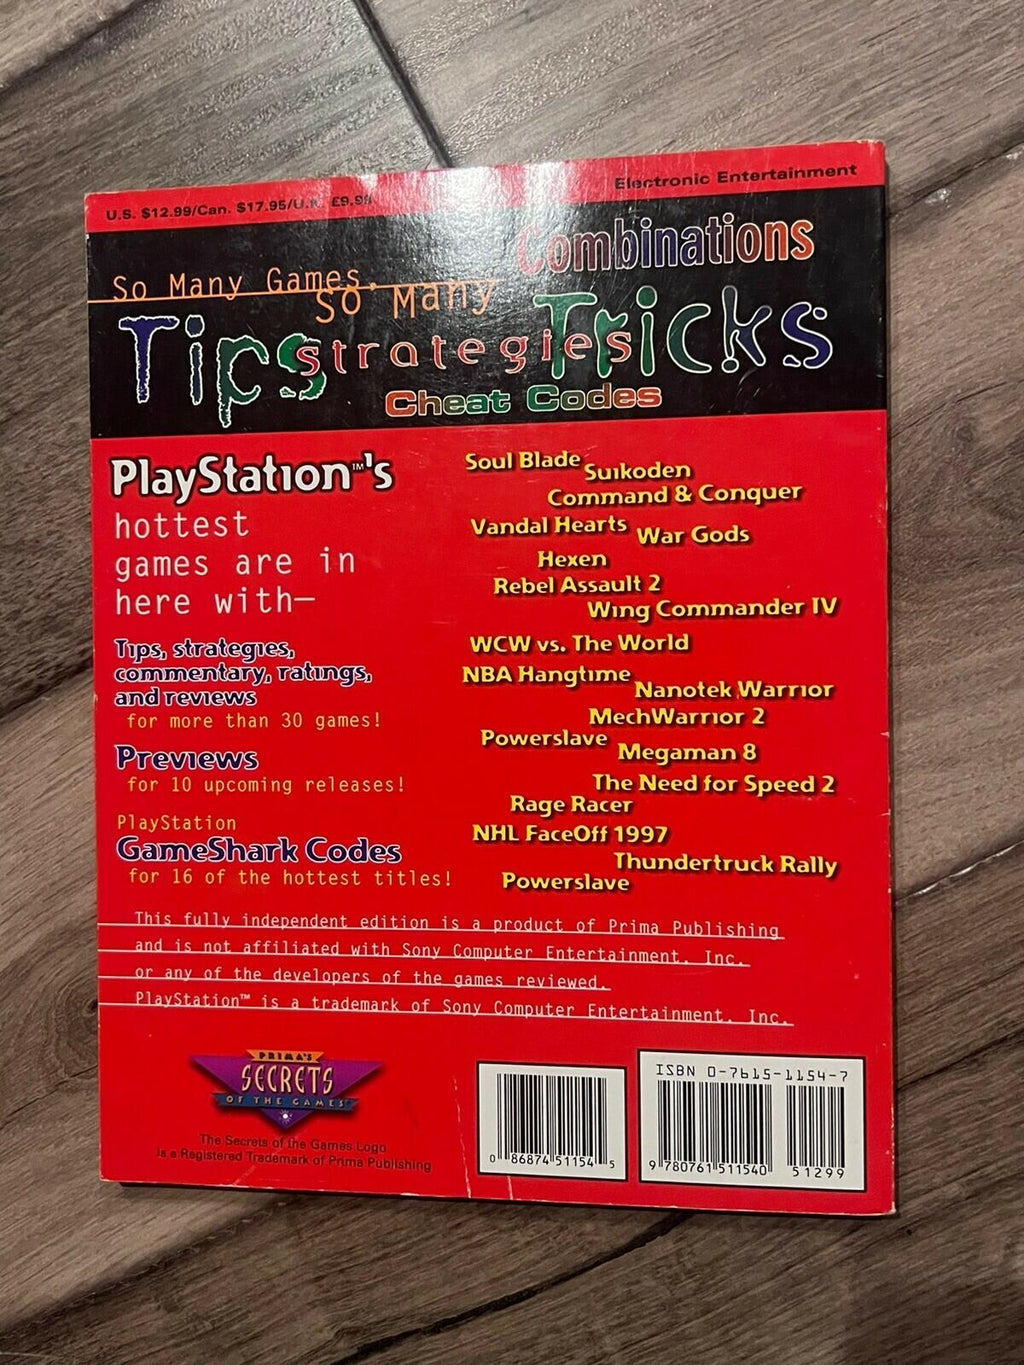 U.S. $12.99/Can. $17.95/U.K. £9.99
Electronic Entertainment
Combinations
So Many Games,
so many
Tips
strategies
Tricks
Cheat Codes
PlayStation™'s
hottest
games are in
here with—
Tips, strategies,
commentary, ratings,
and reviews
for more than 30 games!
Previews
for 10 upcoming releases!
PlayStation
GameShark Codes
for 16 of the hottest titles!
Soul Blade
Suikoden
Command & Conquer
Vandal Hearts
War Gods
Hexen
Rebel Assault 2
Wing Commander IV
WCW vs. The World
NBA Hangtime
Nanotek Warrior
MechWarrior 2
Powerslave
Megaman 8
The Need for Speed 2
Rage Racer
NHL FaceOff 1997
Thundertruck Rally
Powerslave
This fully independent edition is a product of Prima Publishing
and is not affiliated with Sony Computer Entertainment, Inc.
or any of the developers of the games reviewed.
PlayStation™ is a trademark of Sony Computer Entertainment, Inc.
PRIMA'S
SECRETS
OF THE GAMES®
The Secrets of the Games Logo
is a Registered Trademark of Prima Publishing
0 86874 51154 5
ISBN 0-7615-1154-7
9 780761 511540
51299